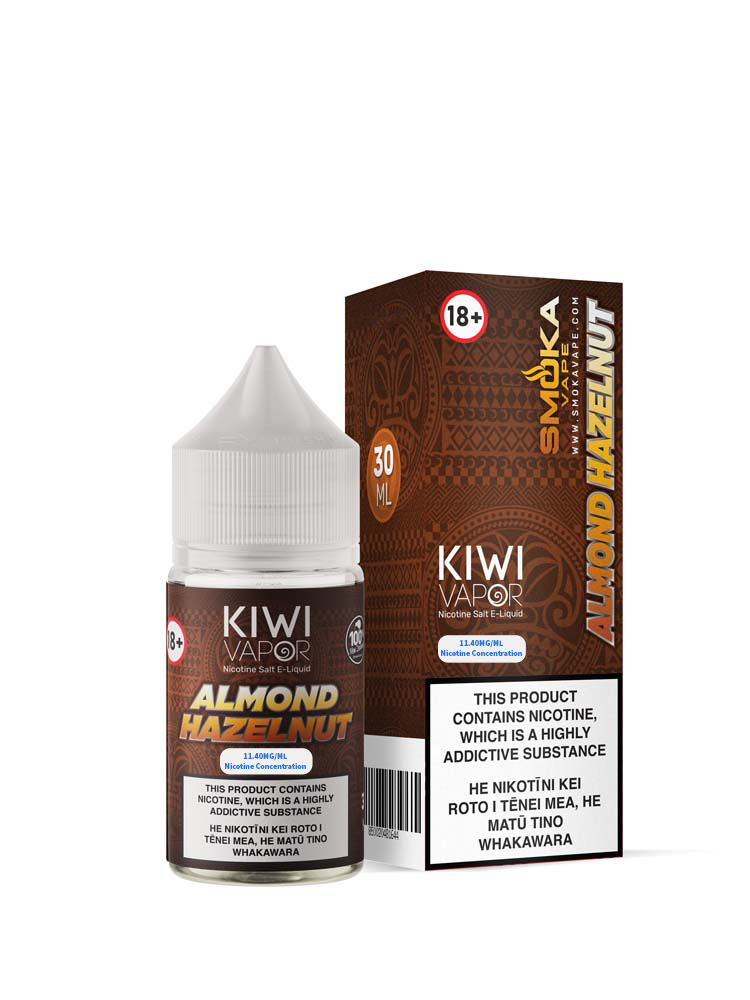 KIWI
VAPOR
Nicotine Salt E-Liquid
18+
100%
ALMOND
HAZELNUT
11.40MG/ML
Nicotine Concentration
THIS PRODUCT CONTAINS
NICOTINE, WHICH IS A HIGHLY
ADDICTIVE SUBSTANCE
HE NIKOTĪNI KEI ROTO I
TĒNEI MEA, HE MATŪ TINO
WHAKAWARA
30
ML
18+
SMOKA
VAPE
WWW.SMOKAVAPE.COM
ALMOND HAZELNUT
KIWI
VAPOR
Nicotine Salt E-Liquid
11.40MG/ML
Nicotine Concentration
THIS PRODUCT
CONTAINS NICOTINE,
WHICH IS A HIGHLY
ADDICTIVE SUBSTANCE
HE NIKOTĪNI KEI
ROTO I TĒNEI MEA, HE
MATŪ TINO
WHAKAWARA